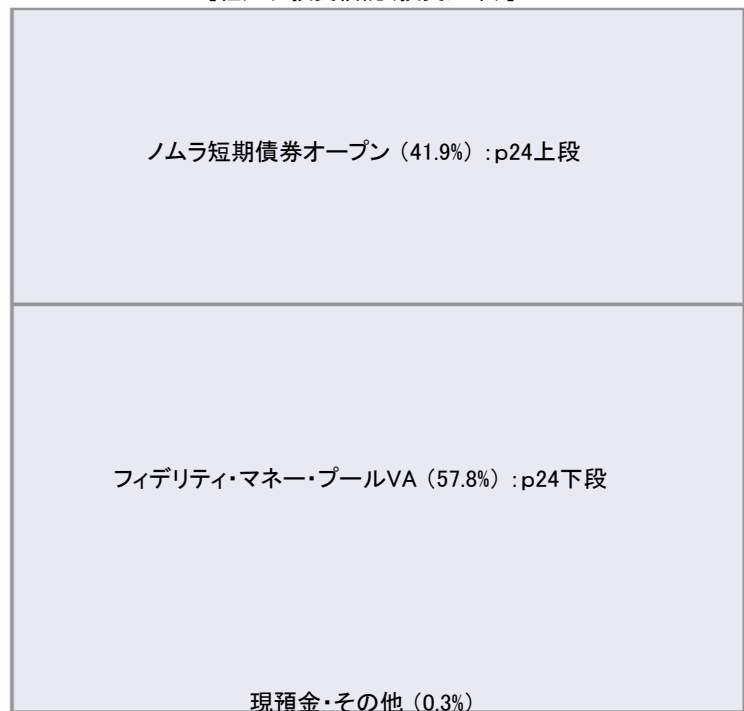 ノムラ短期債券オープン（41.9%）：p24上段
フィデリティ・マネー・プールVA（57.8%）：p24下段
現預金・その他（0.3%）